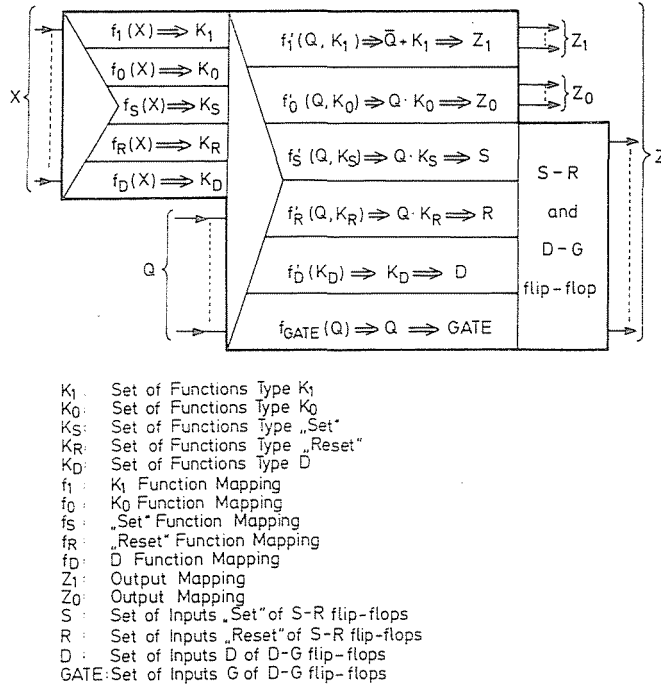 f1(X) ⟹ K1
f0(X) ⟹ K0
fS(X) ⟹ KS
fR(X) ⟹ KR
fD(X) ⟹ KD
X
Q
f1'(Q, K1) ⟹ Q̅ + K1 ⟹ Z1
f0'(Q, K0) ⟹ Q · K0 ⟹ Z0
fS'(Q, KS) ⟹ Q · KS ⟹ S
fR'(Q, KR) ⟹ Q · KR ⟹ R
fD'(KD) ⟹ KD ⟹ D
fGATE(Q) ⟹ Q ⟹ GATE
Z1
Z0
Z
S-R
and
D-G
flip-flop
K1: Set of Functions Type K1
K0: Set of Functions Type K0
KS: Set of Functions Type „Set"
KR: Set of Functions Type „Reset"
KD: Set of Functions Type D
f1 : K1 Function Mapping
f0 : K0 Function Mapping
fS : „Set" Function Mapping
fR : „Reset" Function Mapping
fD : D Function Mapping
Z1 : Output Mapping
Z0 : Output Mapping
S : Set of Inputs „Set" of S-R flip-flops
R : Set of Inputs „Reset" of S-R flip-flops
D : Set of Inputs D of D-G flip-flops
GATE: Set of Inputs G of D-G flip-flops